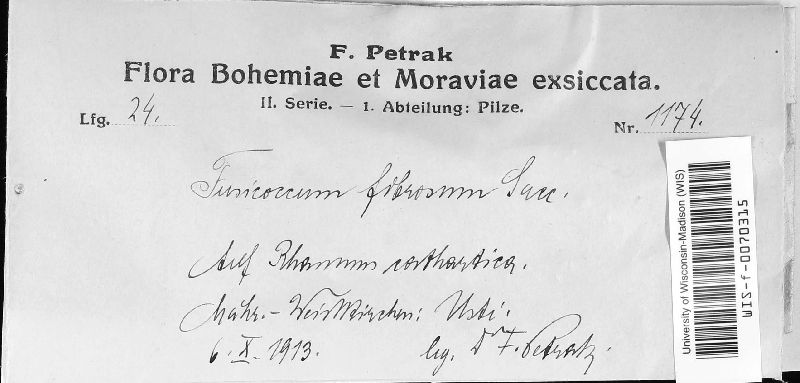 F. Petrak
Flora Bohemiae et Moraviae exsiccata.
II. Serie. — 1. Abteilung: Pilze.
Lfg. 24.
Nr. 1174.
Fusicoccum fibrosum Sacc.
Auf Rhamnus cathartica.
Mähr.-Weisskirchen: Usti.
6. X. 1913.
leg. Dr F. Petrak.
University of Wisconsin-Madison (WIS)
WIS-f-0070315